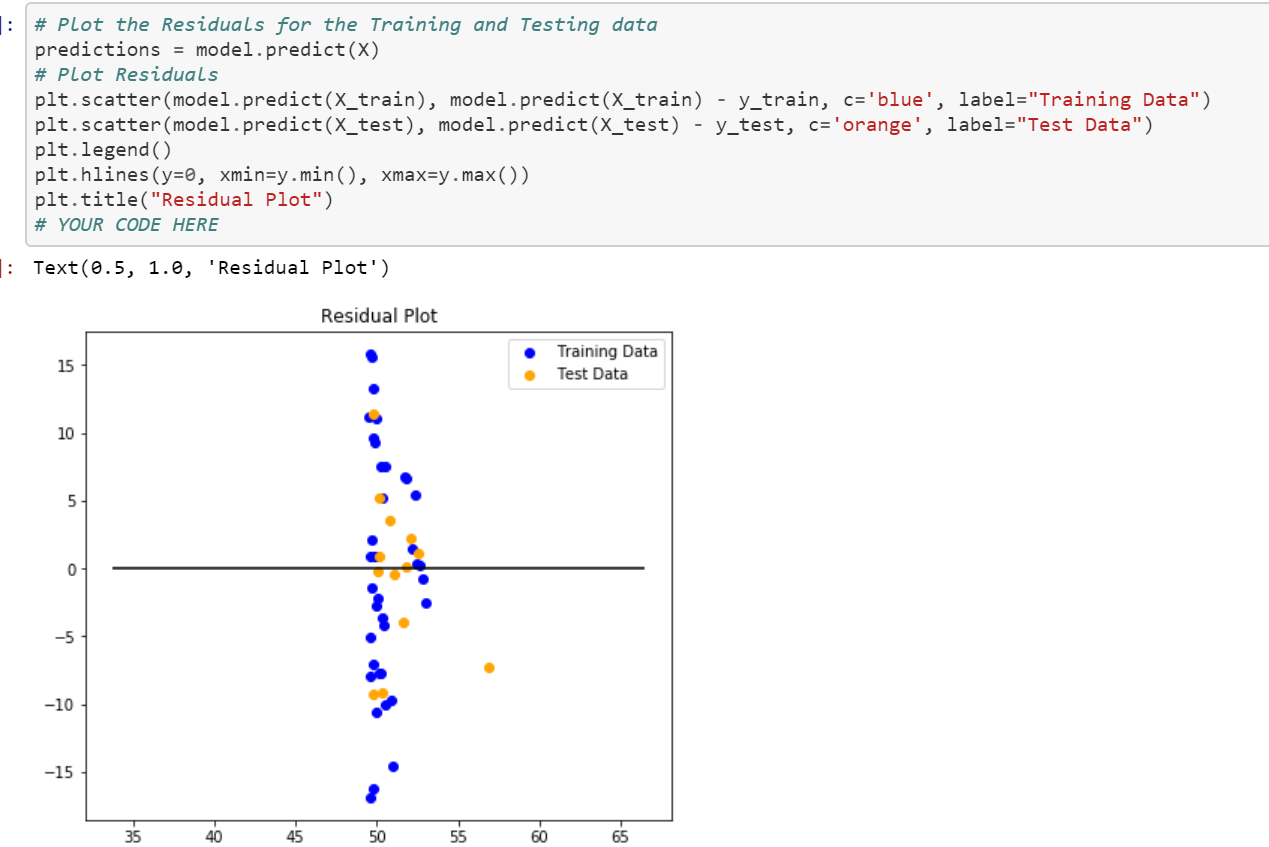 ]: # Plot the Residuals for the Training and Testing data
predictions = model.predict(X)
# Plot Residuals
plt.scatter(model.predict(X_train), model.predict(X_train) - y_train, c='blue', label="Training Data")
plt.scatter(model.predict(X_test), model.predict(X_test) - y_test, c='orange', label="Test Data")
plt.legend()
plt.hlines(y=0, xmin=y.min(), xmax=y.max())
plt.title("Residual Plot")
# YOUR CODE HERE
]: Text(0.5, 1.0, 'Residual Plot')
Residual Plot
Training Data
Test Data
15
10
5
0
−5
−10
−15
35 40 45 50 55 60 65